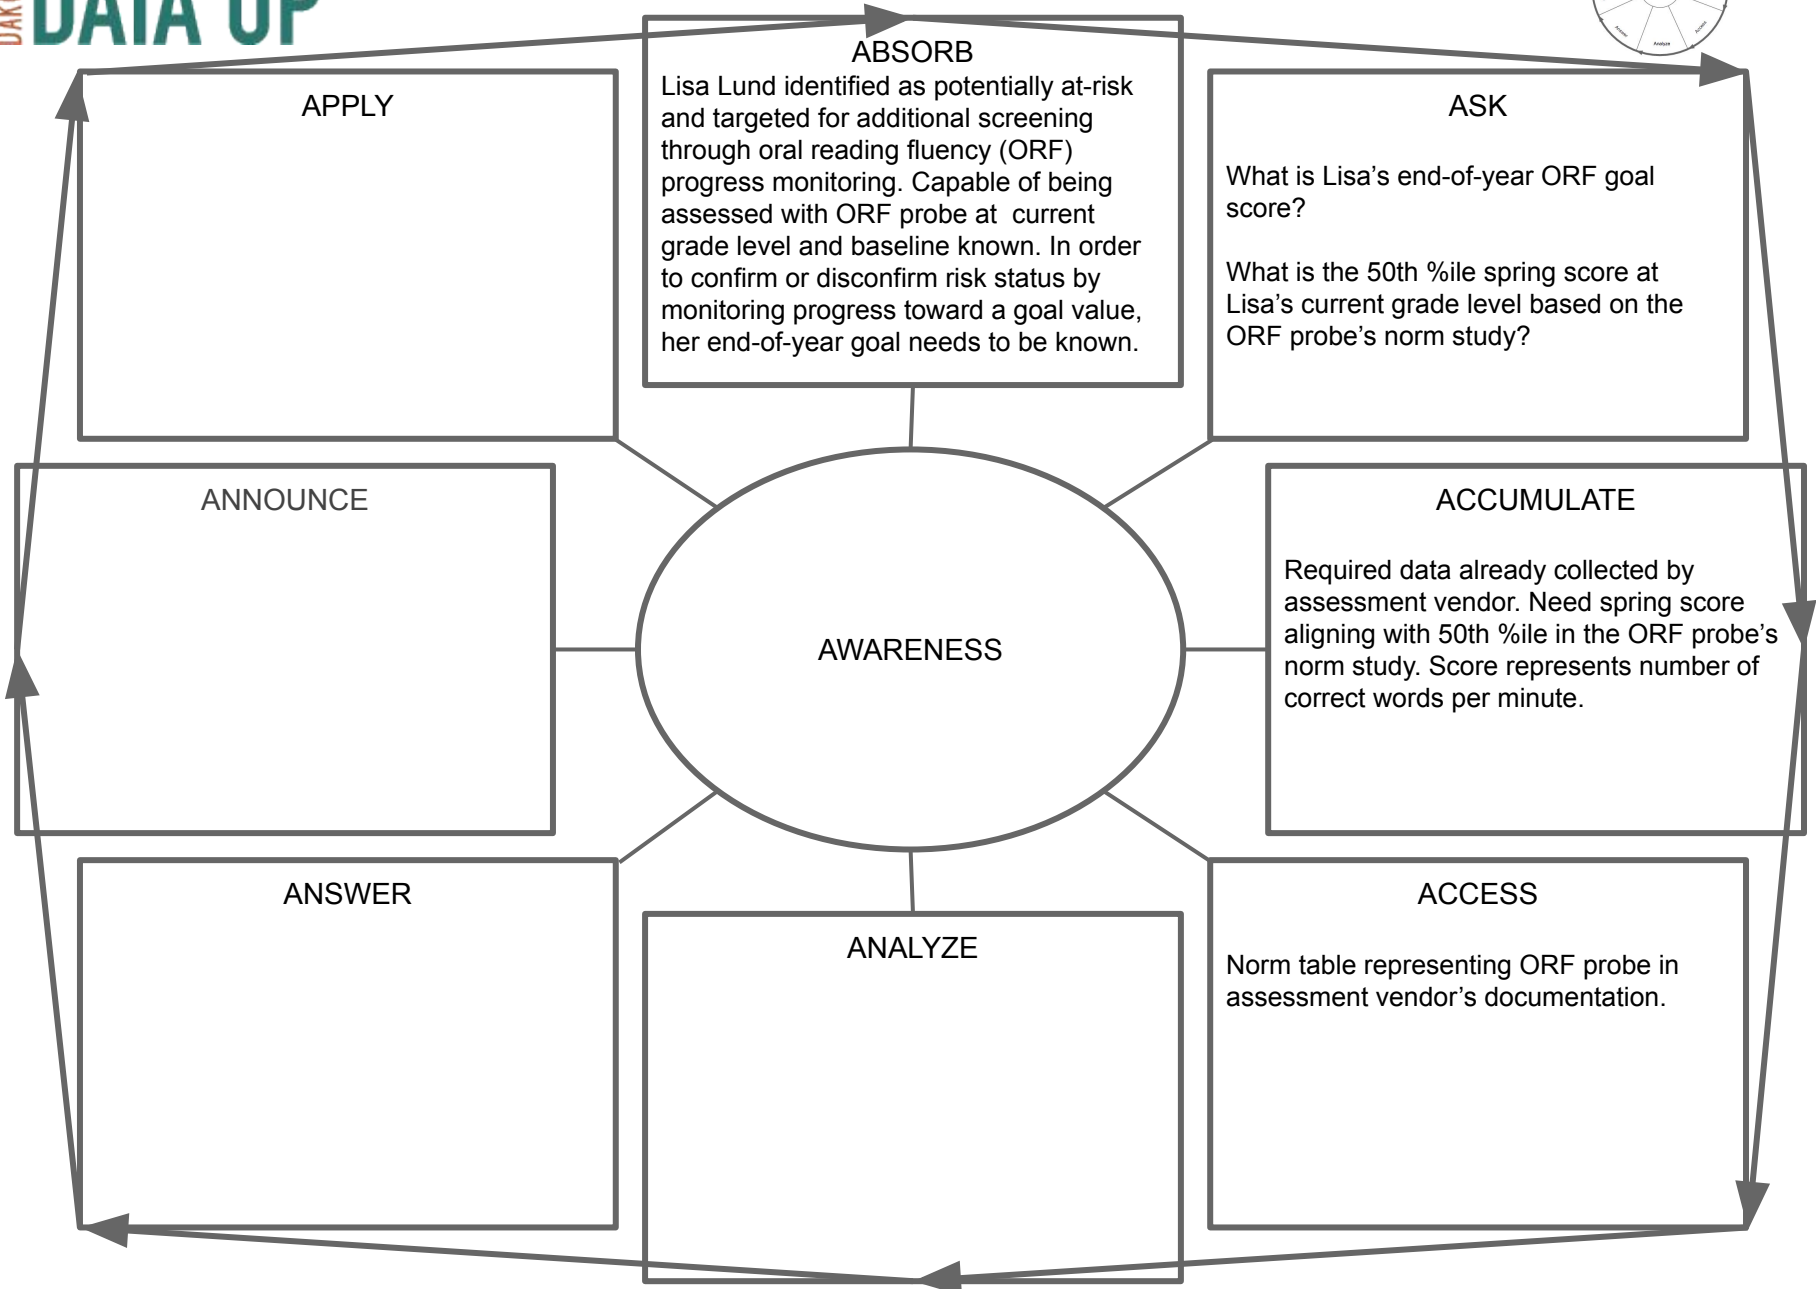 DATA UP
ABSORB
Lisa Lund identified as potentially at-risk
and targeted for additional screening
through oral reading fluency (ORF)
progress monitoring. Capable of being
assessed with ORF probe at current
grade level and baseline known. In order
to confirm or disconfirm risk status by
monitoring progress toward a goal value,
her end-of-year goal needs to be known.
ASK
What is Lisa’s end-of-year ORF goal
score?
What is the 50th %ile spring score at
Lisa’s current grade level based on the
ORF probe’s norm study?
ACCUMULATE
Required data already collected by
assessment vendor. Need spring score
aligning with 50th %ile in the ORF probe’s
norm study. Score represents number of
correct words per minute.
ACCESS
Norm table representing ORF probe in
assessment vendor’s documentation.
ANALYZE
ANSWER
ANNOUNCE
APPLY
AWARENESS
Answer
Analyze
Access